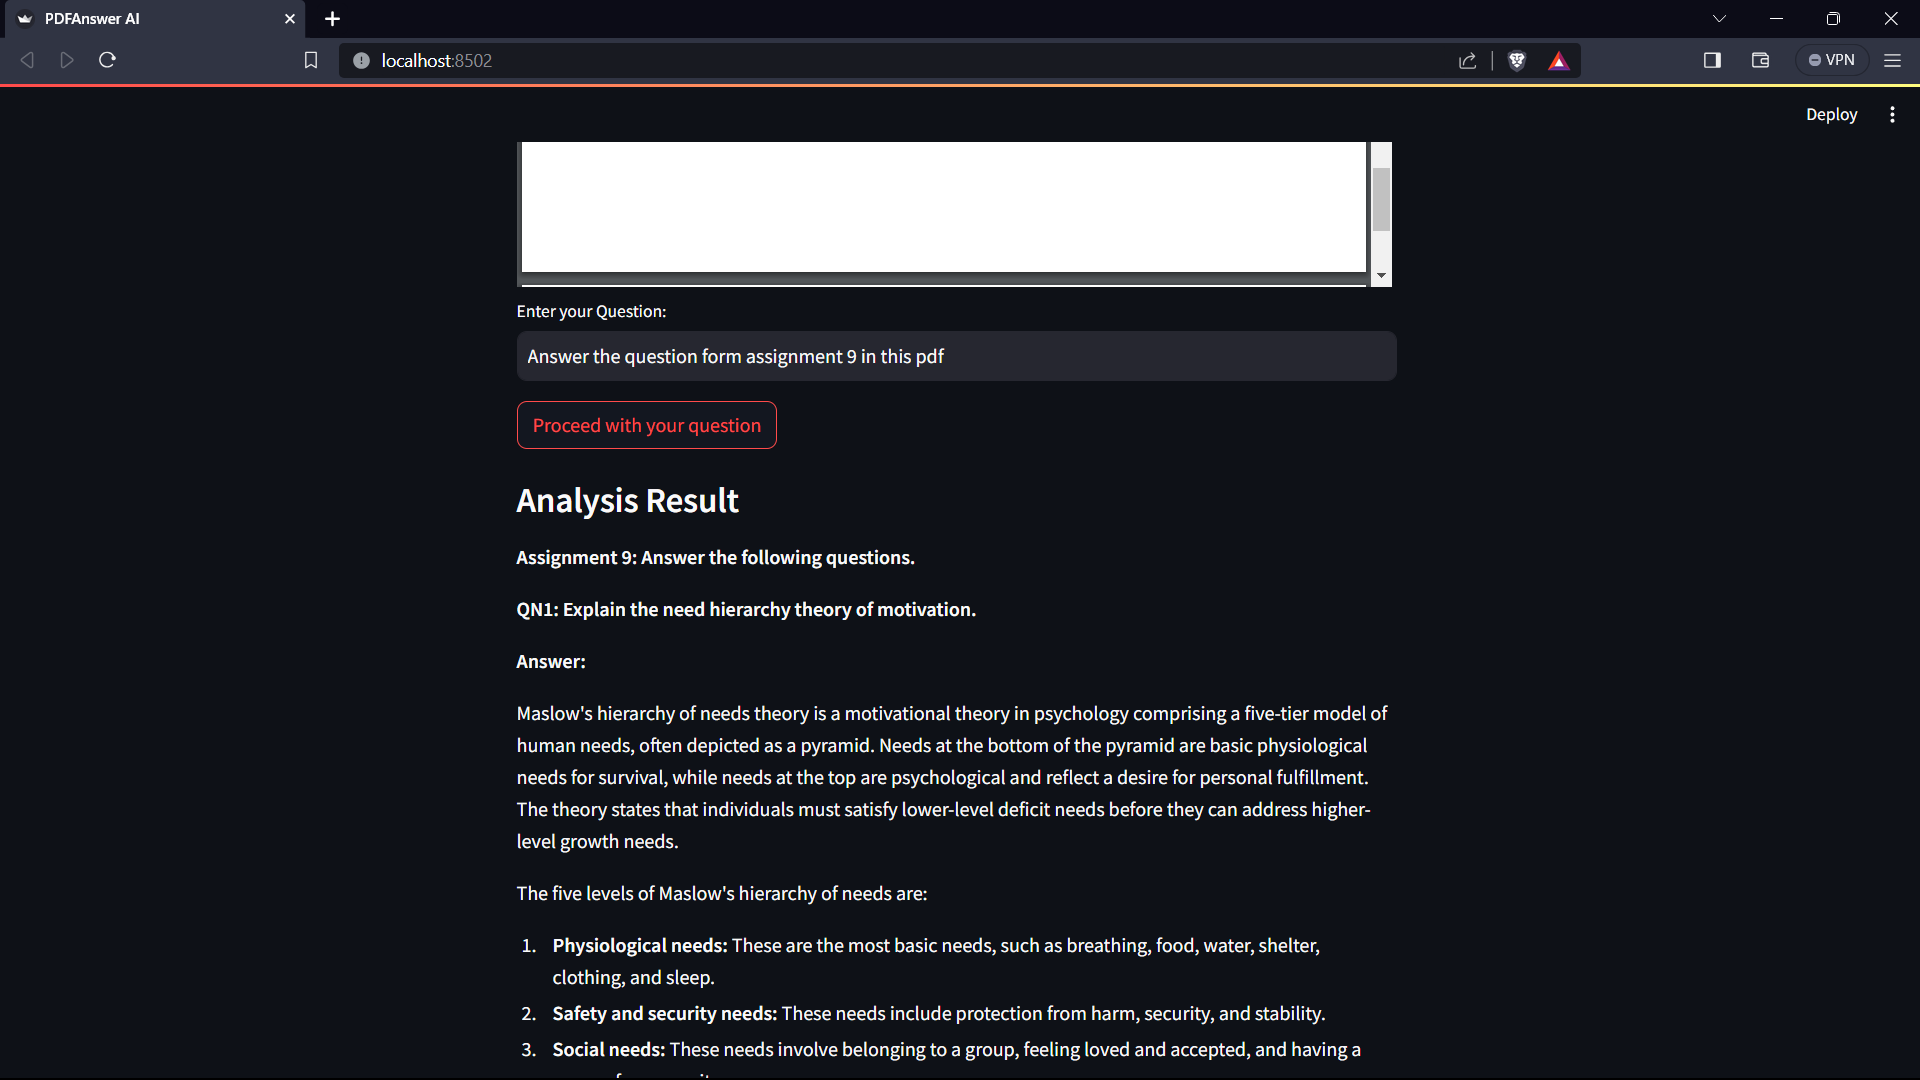 PDFAnswer AI
localhost:8502
VPN
Deploy
Enter your Question:
Answer the question form assignment 9 in this pdf
Proceed with your question
Analysis Result
Assignment 9: Answer the following questions.
QN1: Explain the need hierarchy theory of motivation.
Answer:
Maslow's hierarchy of needs theory is a motivational theory in psychology comprising a five-tier model of
human needs, often depicted as a pyramid. Needs at the bottom of the pyramid are basic physiological
needs for survival, while needs at the top are psychological and reflect a desire for personal fulfillment.
The theory states that individuals must satisfy lower-level deficit needs before they can address higher-
level growth needs.
The five levels of Maslow's hierarchy of needs are:
1. Physiological needs: These are the most basic needs, such as breathing, food, water, shelter,
clothing, and sleep.
2. Safety and security needs: These needs include protection from harm, security, and stability.
3. Social needs: These needs involve belonging to a group, feeling loved and accepted, and having a